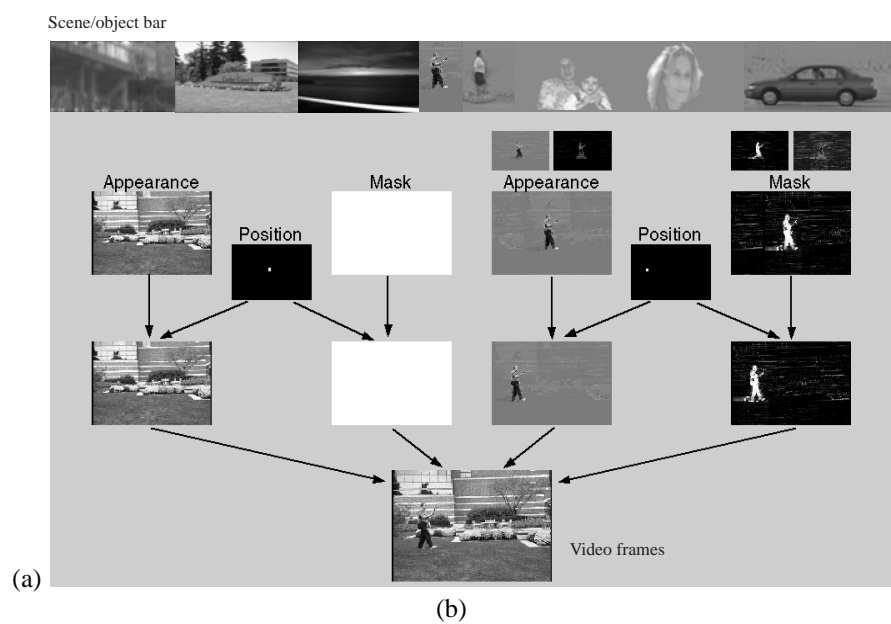 Scene/object bar
Appearance
Mask
Appearance
Mask
Position
Position
Video frames
(a)
(b)